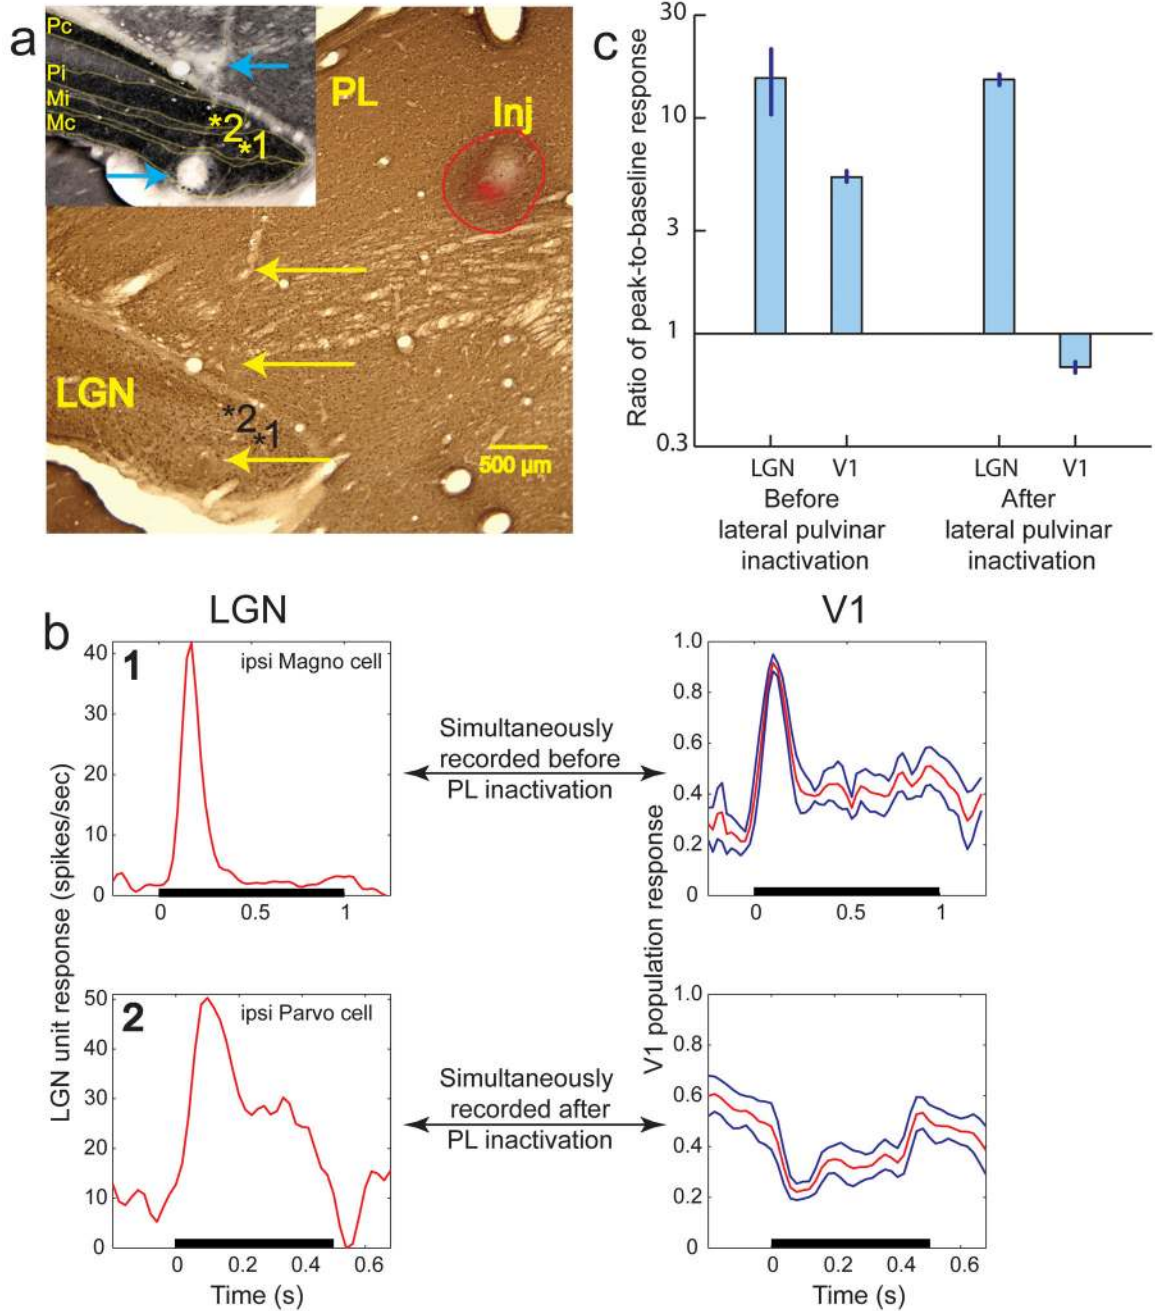 a
Pc
Pi
Mi
Mc
*2
*1
PL
Inj
LGN
*2
*1
500 µm
c
Ratio of peak-to-baseline response
30
10
3
1
0.3
LGN V1 LGN V1
Before
lateral pulvinar
inactivation
After
lateral pulvinar
inactivation
b
LGN
V1
LGN unit response (spikes/sec)
1
ipsi Magno cell
40
30
20
10
0
0 0.5 1
Simultaneously
recorded before
PL inactivation
V1 population response
1.0
0.8
0.6
0.4
0.2
0
0 0.5 1
2
ipsi Parvo cell
50
40
30
20
10
0
0 0.2 0.4 0.6
Time (s)
Simultaneously
recorded after
PL inactivation
1.0
0.8
0.6
0.4
0.2
0
0 0.2 0.4 0.6
Time (s)